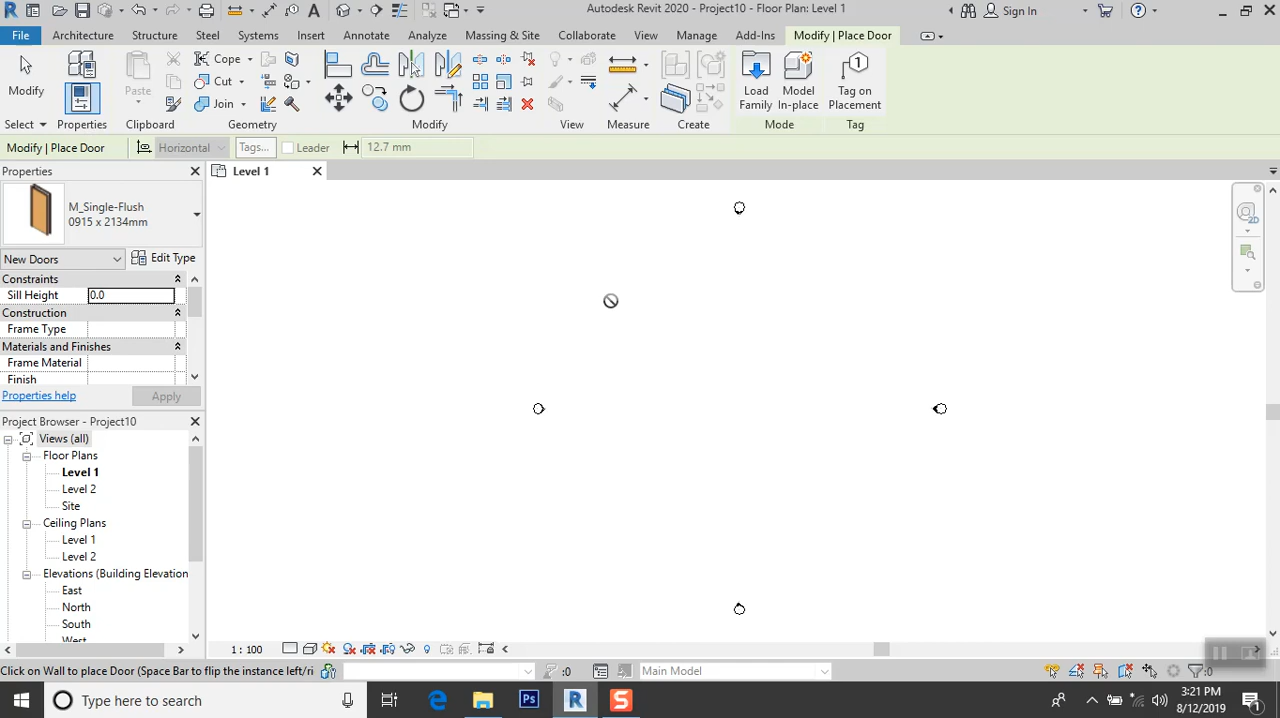 Autodesk Revit 2020 - Project10 - Floor Plan: Level 1
Sign In
File Architecture Structure Steel Systems Insert Annotate Analyze Massing & Site Collaborate View Manage Add-Ins Modify | Place Door
Modify
Paste
Cope
Cut
Join
Load Family
Model In-place
Tag on Placement
Select Properties Clipboard Geometry Modify View Measure Create Mode Tag
Modify | Place Door Horizontal Tags... Leader 12.7 mm
Properties
Level 1
M_Single-Flush
0915 x 2134mm
New Doors Edit Type
Constraints
Sill Height 0.0
Construction
Frame Type
Materials and Finishes
Frame Material
Finish
Properties help Apply
Project Browser - Project10
Views (all)
Floor Plans
Level 1
Level 2
Site
Ceiling Plans
Level 1
Level 2
Elevations (Building Elevation
East
North
South
West
1 : 100
Click on Wall to place Door (Space Bar to flip the instance left/ri :0 Main Model :0
Type here to search
3:21 PM
8/12/2019